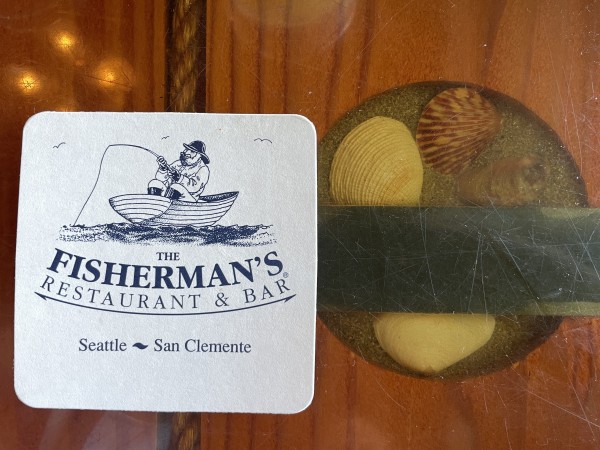 THE
FISHERMAN'S®
RESTAURANT & BAR
Seattle ~ San Clemente